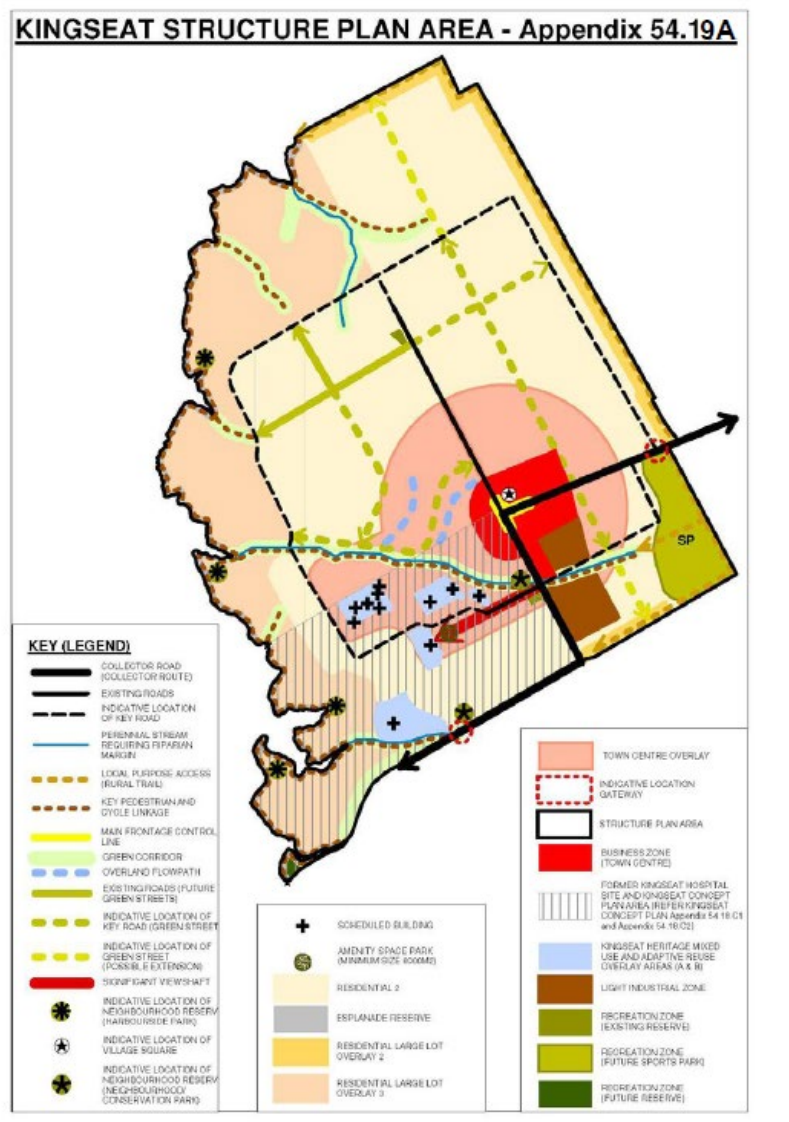 KINGSEAT STRUCTURE PLAN AREA - Appendix 54.19A
SP
KEY (LEGEND)
COLLECTOR ROAD
(COLLECTOR ROUTE)
EXISTING ROADS
INDICATIVE LOCATION
OF KEY ROAD
PERENNIAL STREAM
REQUIRING RIPARIAN
MARGIN
LOCAL PURPOSE ACCESS
(RURAL TRAIL)
KEY PEDESTRIAN AND
CYCLE LINKAGE
MAIN FRONTAGE CONTROL
LINE
GREEN CORRIDOR
OVERLAND FLOWPATH
EXISTING ROADS (FUTURE
GREEN STREETS)
INDICATIVE LOCATION OF
KEY ROAD (GREEN STREET
INDICATIVE LOCATION OF
GREEN STREET
(POSSIBLE EXTENSION)
SIGNIFICANT VIEWSHAFT
INDICATIVE LOCATION OF
NEIGHBOURHOOD RESERV
(HARBOURSIDE PARK)
INDICATIVE LOCATION OF
VILLAGE SQUARE
INDICATIVE LOCATION OF
NEIGHBOURHOOD RESERV
(NEIGHBOURHOOD/
CONSERVATION PARK)
SCHEDULED BUILDING
AMENITY SPACE PARK
(MINIMUM SIZE 4000M2)
RESIDENTIAL 2
ESPLANADE RESERVE
RESIDENTIAL LARGE LOT
OVERLAY 2
RESIDENTIAL LARGE LOT
OVERLAY 3
TOWN CENTRE OVERLAY
INDICATIVE LOCATION
GATEWAY
STRUCTURE PLAN AREA
BUSINESS ZONE
(TOWN CENTRE)
FORMER KINGSEAT HOSPITAL
SITE AND KINGSEAT CONCEPT
PLAN AREA (REFER KINGSEAT
CONCEPT PLAN Appendix 54.18 C1
and Appendix 54.18 C2)
KINGSEAT HERITAGE MIXED
USE AND ADAPTIVE REUSE
OVERLAY AREAS (A & B)
LIGHT INDUSTRIAL ZONE
RECREATION ZONE
(EXISTING RESERVE)
RECREATION ZONE
(FUTURE SPORTS PARK)
RECREATION ZONE
(FUTURE RESERVE)